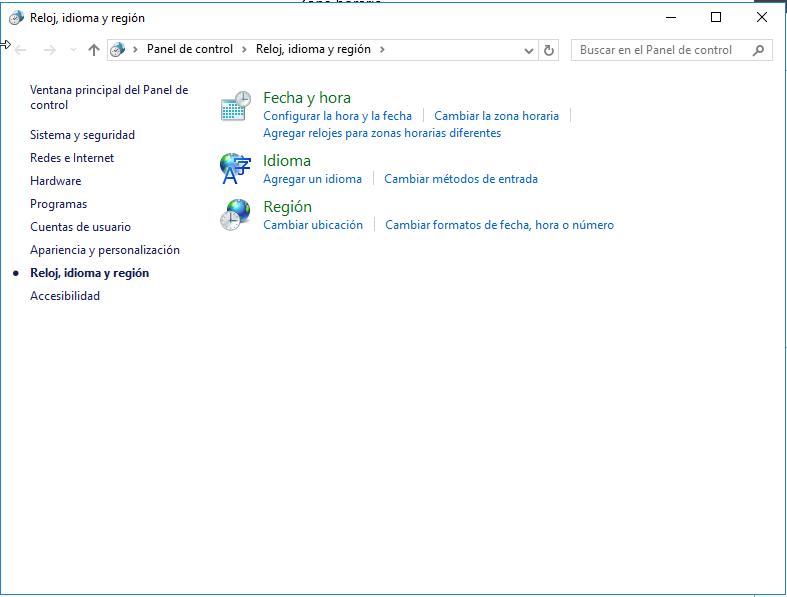 Reloj, idioma y región
Panel de control Reloj, idioma y región
Buscar en el Panel de control
Ventana principal del Panel de
control
Sistema y seguridad
Redes e Internet
Hardware
Programas
Cuentas de usuario
Apariencia y personalización
Reloj, idioma y región
Accesibilidad
Fecha y hora
Configurar la hora y la fecha
Cambiar la zona horaria
Agregar relojes para zonas horarias diferentes
Idioma
Agregar un idioma
Cambiar métodos de entrada
Región
Cambiar ubicación
Cambiar formatos de fecha, hora o número